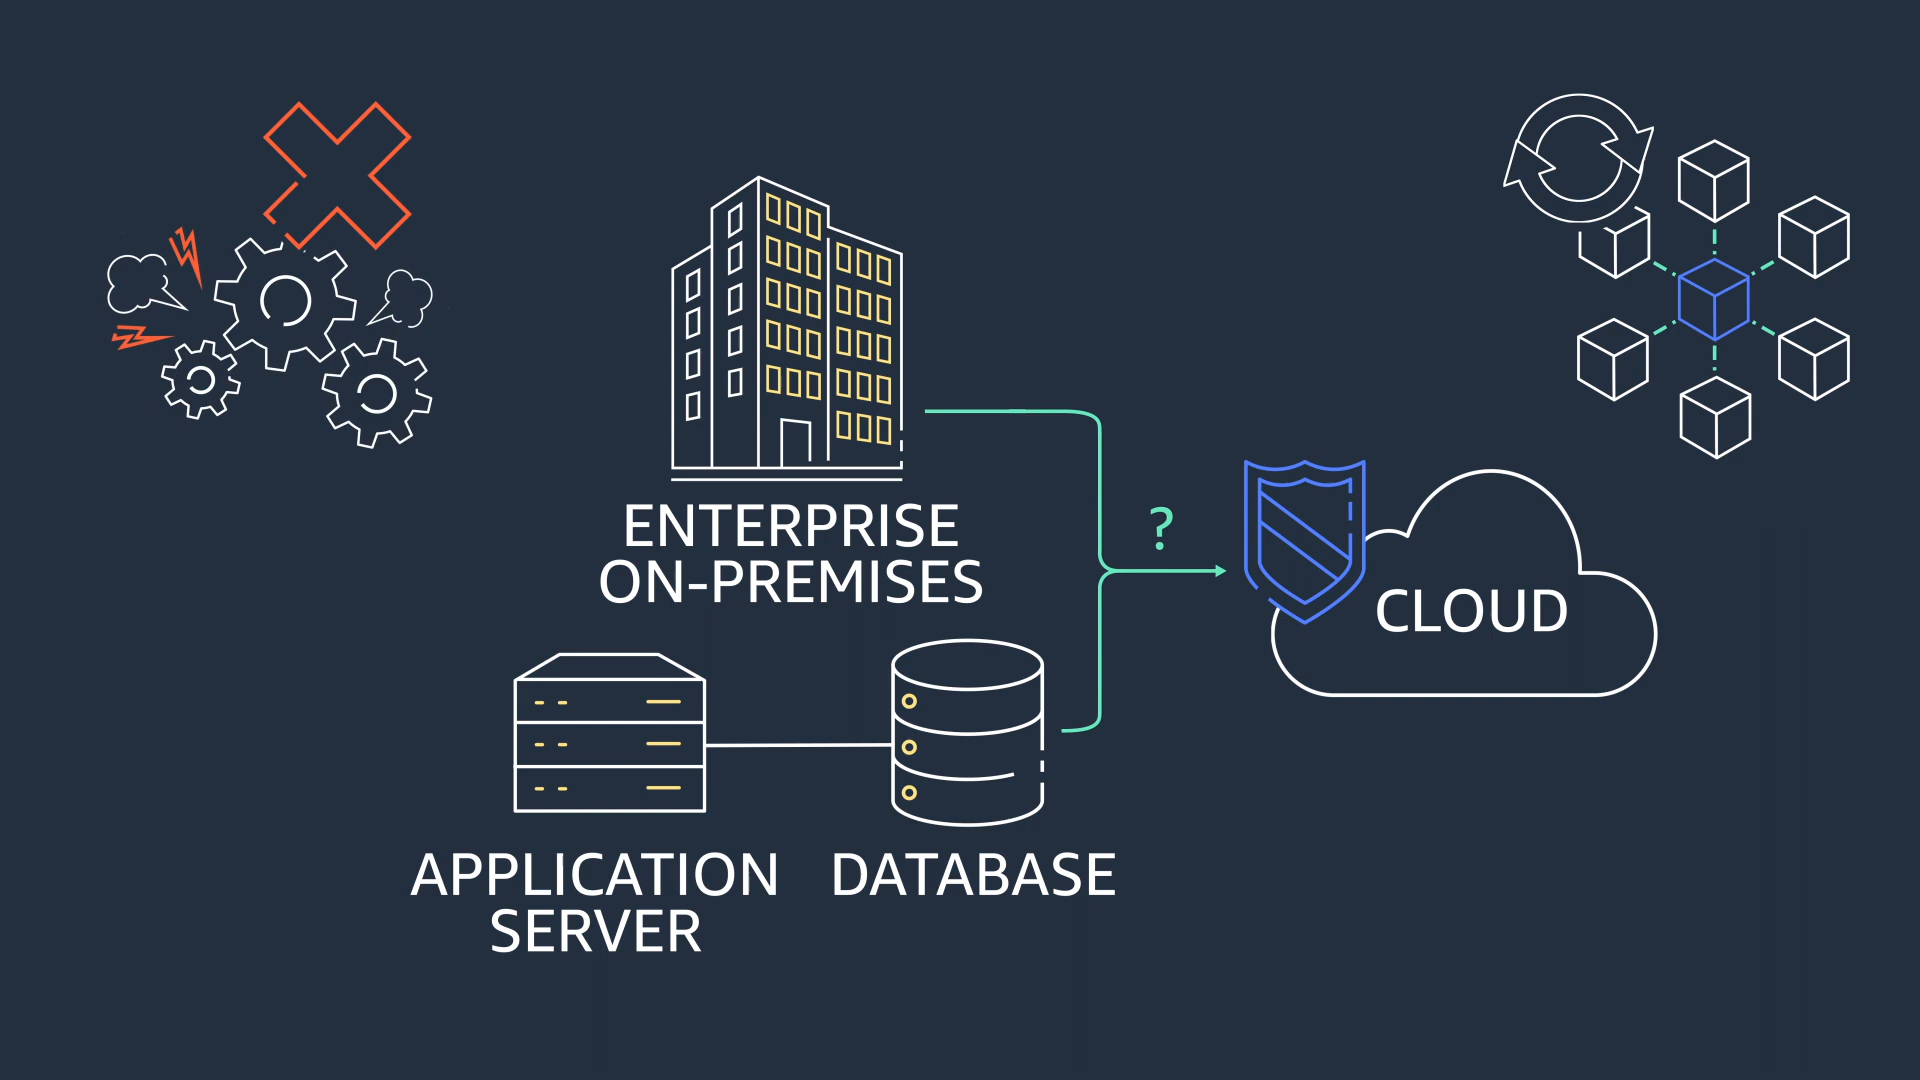 ENTERPRISE
ON-PREMISES
?
CLOUD
APPLICATION
SERVER
DATABASE